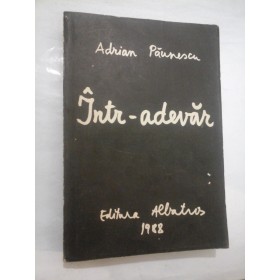 Adrian Păunescu
Într-adevăr
Editura Albatros
1988